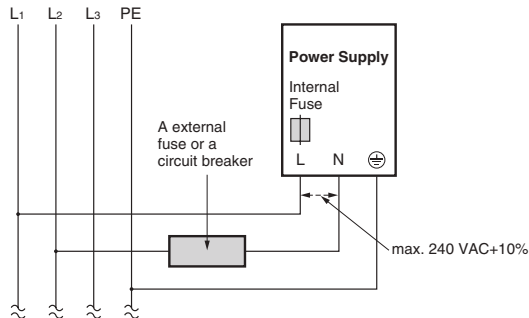 L1 L2 L3 PE
Power Supply
Internal
Fuse
A external
fuse or a
circuit breaker
L N
max. 240 VAC+10%